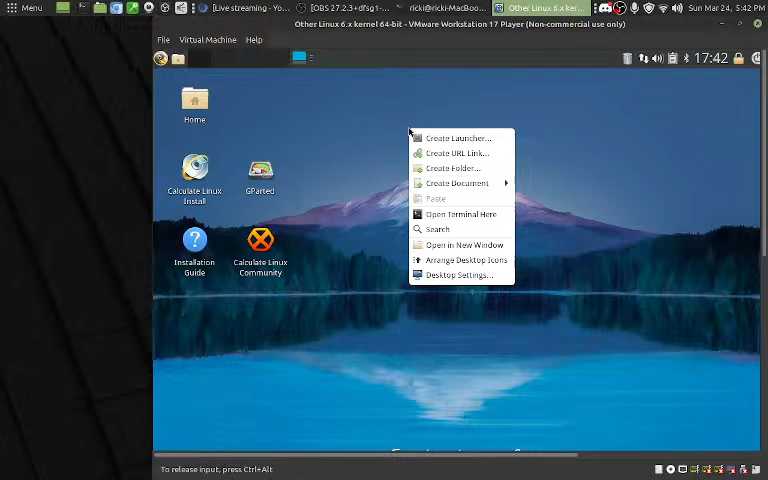 Menu
[Live streaming) - Yo...
[OBS 27.2.3+dfsg1-...
ricki@ricki-MacBoo...
Other Linux 6.x kerne...
Sun Mar 24, 5:42 PM
Other Linux 6.x kernel 64-bit - VMware Workstation 17 Player (Non-commercial use only)
File Virtual Machine Help
17:42
Home
Calculate Linux
Install
GParted
Installation
Guide
Calculate Linux
Community
Create Launcher...
Create URL Link...
Create Folder...
Create Document
Paste
Open Terminal Here
Search
Open in New Window
Arrange Desktop Icons
Desktop Settings...
To release input, press Ctrl+Alt